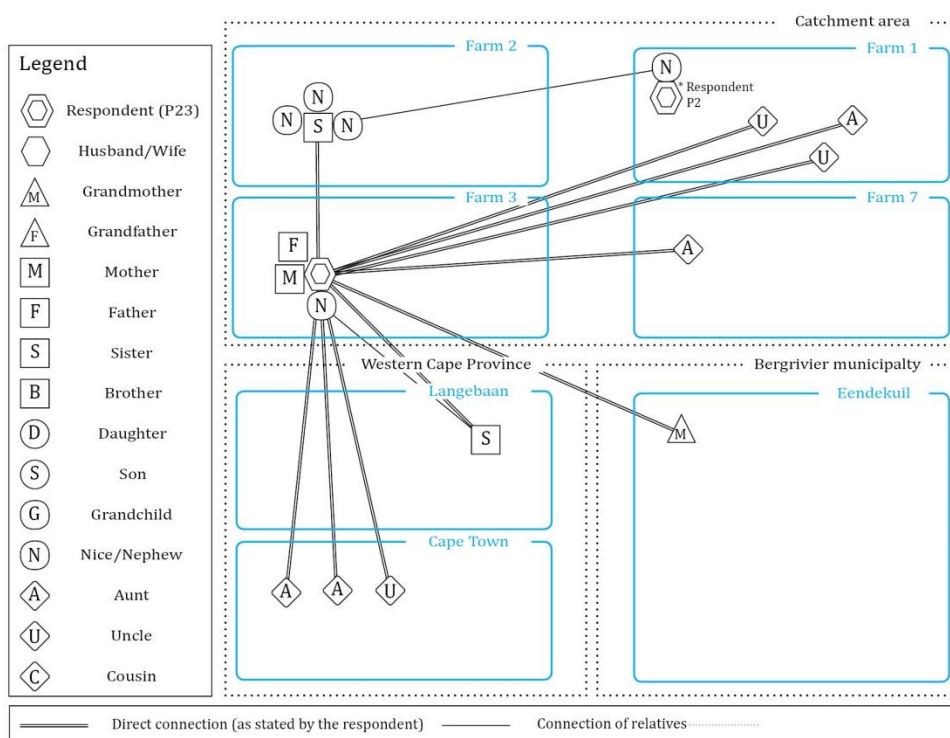 Catchment area
Farm 2
Farm 1
Legend
N
N
* Respondent
P2
Respondent (P23)
N
S
N
U
A
Husband/Wife
U
M
Grandmother
Farm 3
Farm 7
F
Grandfather
F
A
M
Mother
M
N
F
Father
S
Sister
Western Cape Province
Bergrivier municipalty
B
Brother
Langebaan
Eendekuil
D
Daughter
S
M
S
Son
G
Grandchild
Cape Town
N
Nice/Nephew
A
Aunt
A
A
U
U
Uncle
C
Cousin
Direct connection (as stated by the respondent)
Connection of relatives